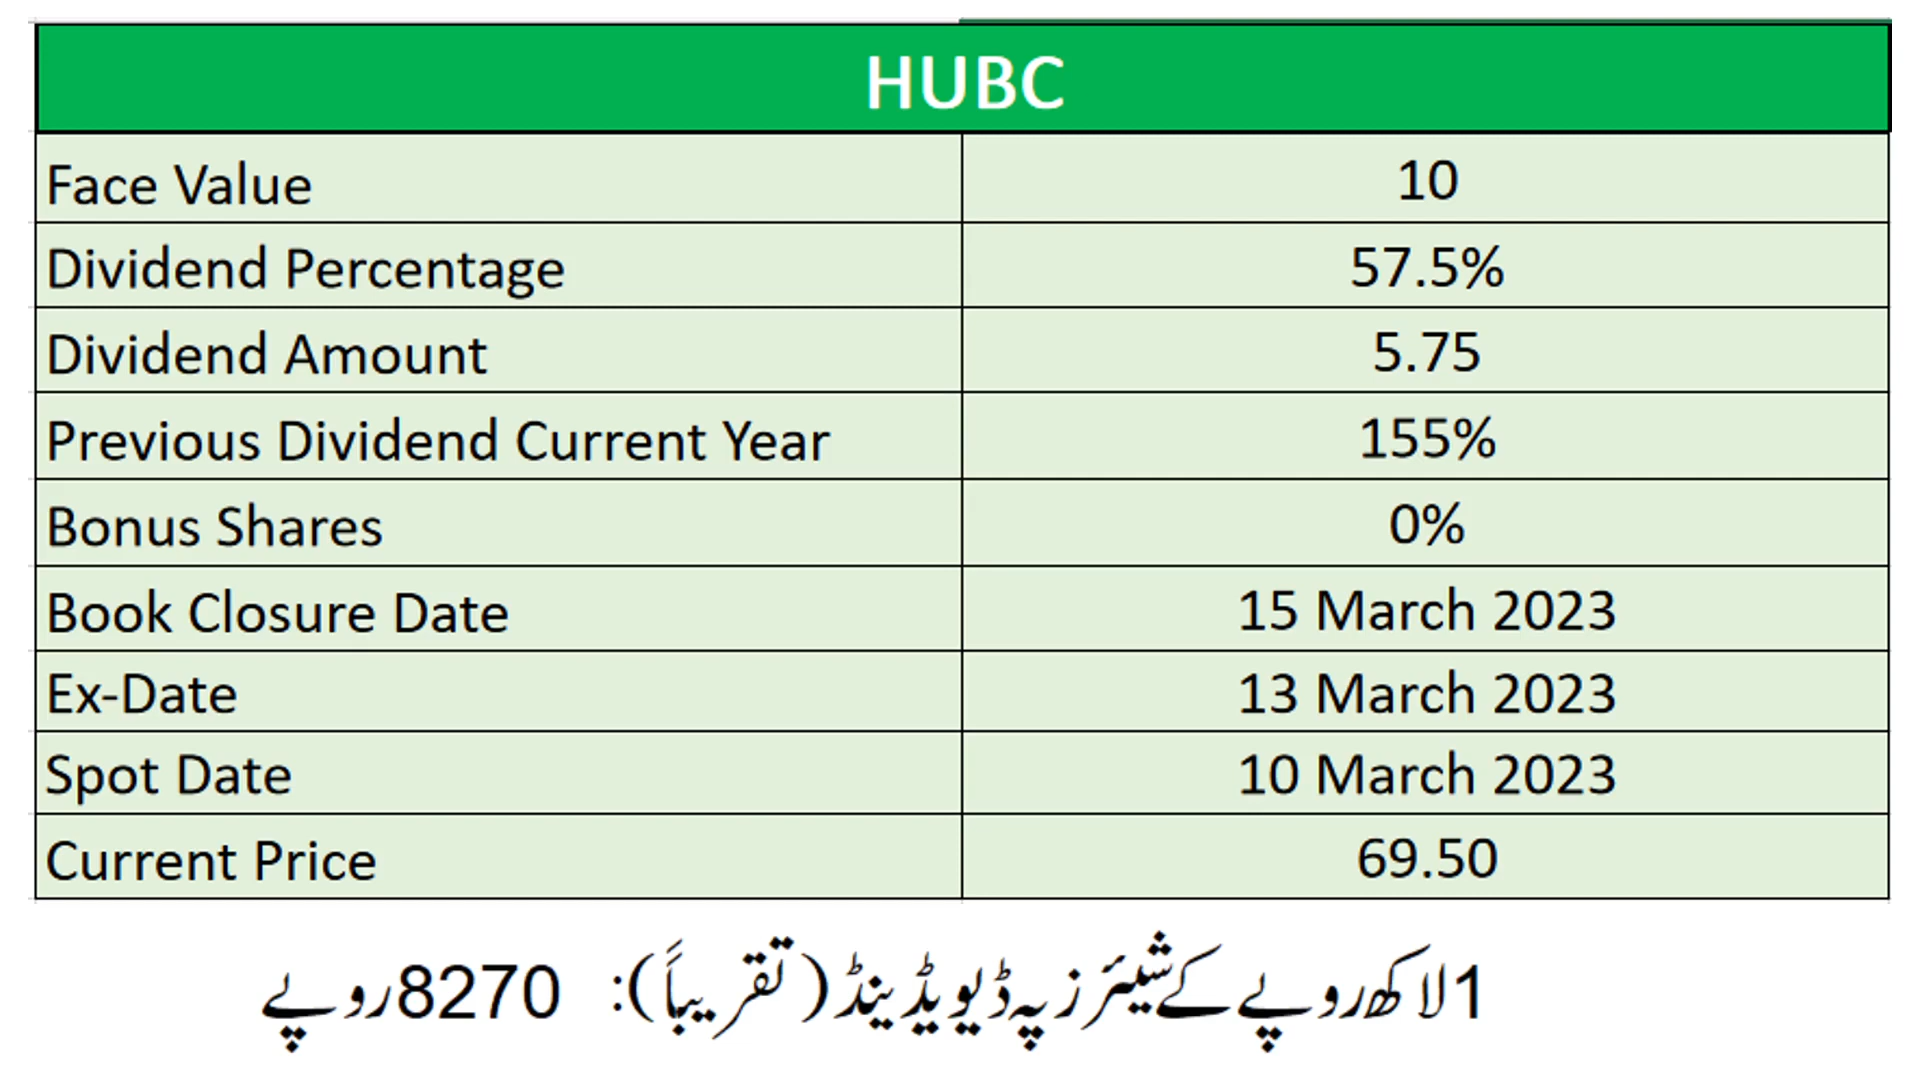 HUBC
Face Value 10
Dividend Percentage 57.5%
Dividend Amount 5.75
Previous Dividend Current Year 155%
Bonus Shares 0%
Book Closure Date 15 March 2023
Ex-Date 13 March 2023
Spot Date 10 March 2023
Current Price 69.50
1لاکھ روپے کے شیئرز پہ ڈیویڈینڈ (تقریباً): 8270روپے